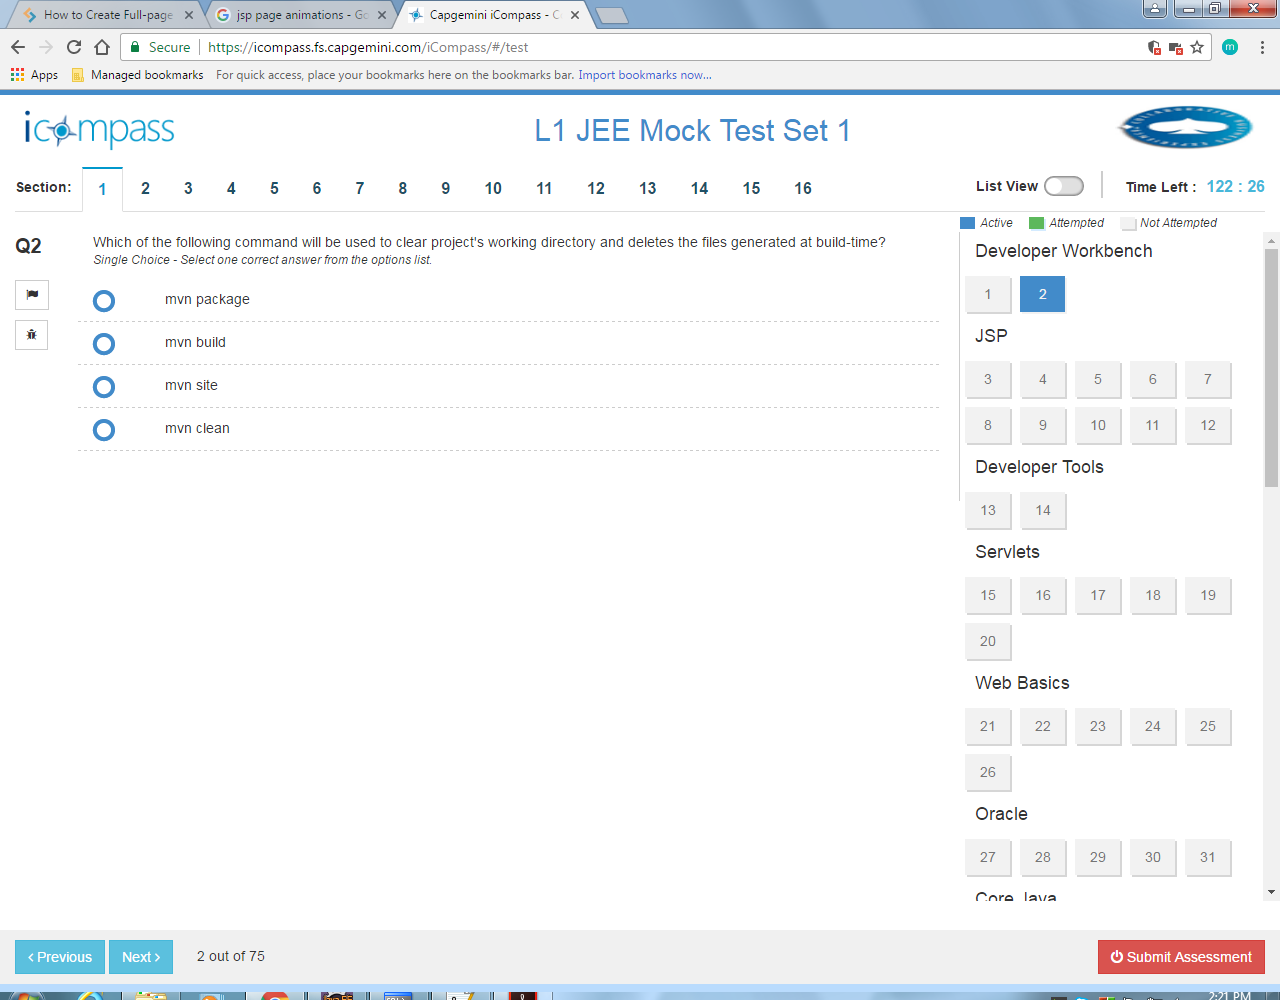 How to Create Full-page
jsp page animations - Go
Capgemini iCompass - C
Secure
https://icompass.fs.capgemini.com/iCompass/#/test
m
Apps
Managed bookmarks
For quick access, place your bookmarks here on the bookmarks bar. Import bookmarks now...
icompass
L1 JEE Mock Test Set 1
Section: 1 2 3 4 5 6 7 8 9 10 11 12 13 14 15 16
List View
Time Left : 122 : 26
Active Attempted Not Attempted
Q2
Which of the following command will be used to clear project's working directory and deletes the files generated at build-time?
Single Choice - Select one correct answer from the options list.
mvn package
mvn build
mvn site
mvn clean
Developer Workbench
1 2
JSP
3 4 5 6 7
8 9 10 11 12
Developer Tools
13 14
Servlets
15 16 17 18 19
20
Web Basics
21 22 23 24 25
26
Oracle
27 28 29 30 31
Core Java
Previous
Next
2 out of 75
Submit Assessment
2:21 PM